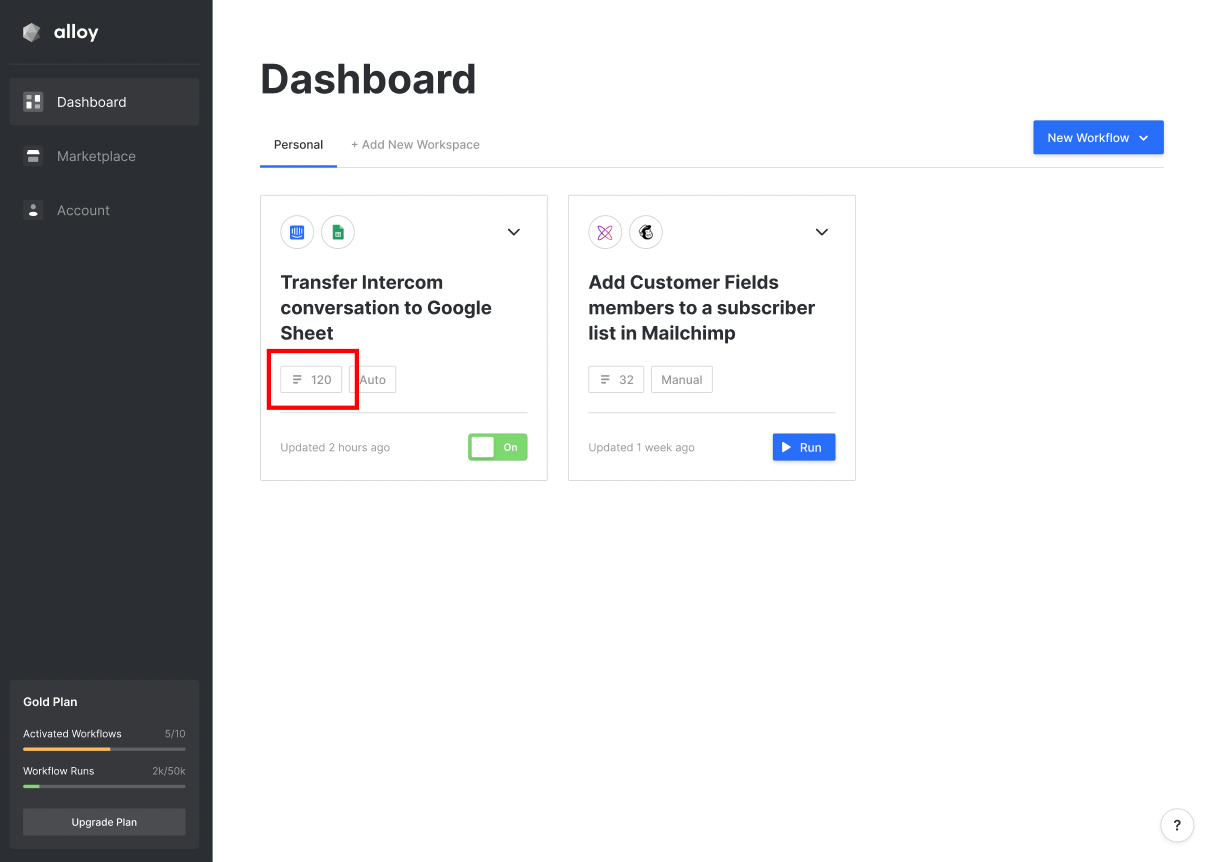 alloy
Dashboard
Marketplace
Account
Gold Plan
Activated Workflows 5/10
Workflow Runs 2k/50k
Upgrade Plan
Dashboard
Personal + Add New Workspace
New Workflow
Transfer Intercom
conversation to Google
Sheet
120 Auto
Updated 2 hours ago On
Add Customer Fields
members to a subscriber
list in Mailchimp
32 Manual
Updated 1 week ago Run
?